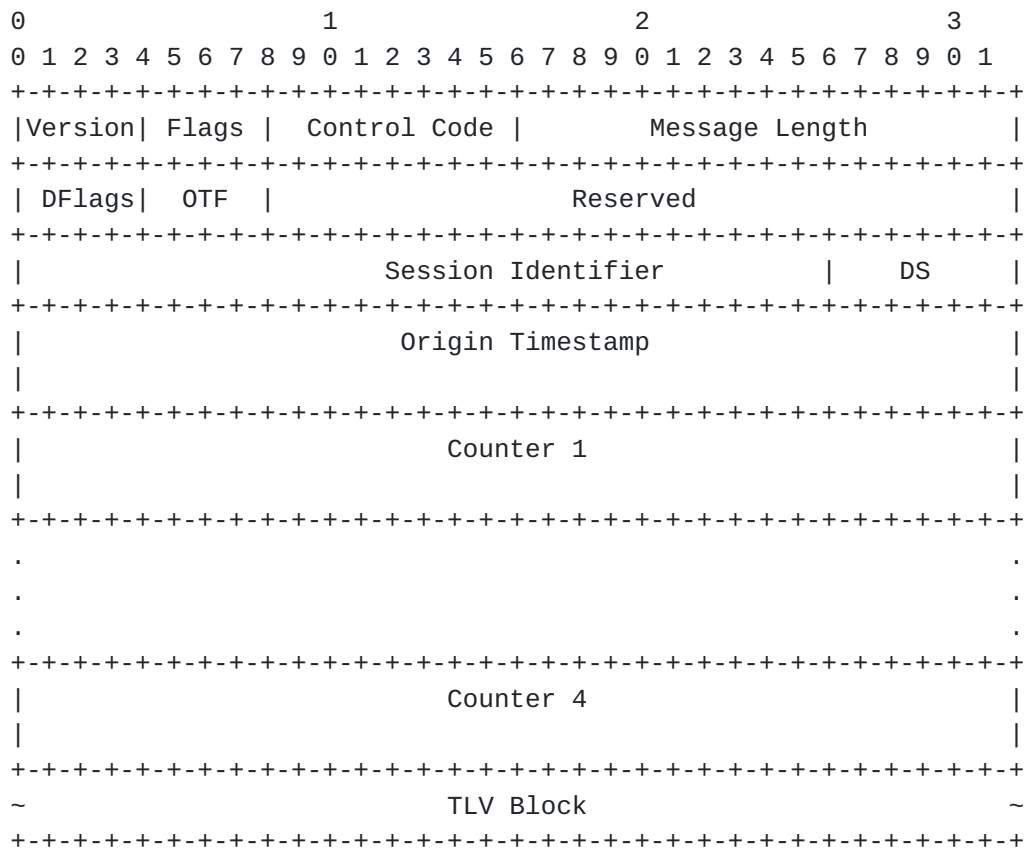 0                   1                   2                   3
0 1 2 3 4 5 6 7 8 9 0 1 2 3 4 5 6 7 8 9 0 1 2 3 4 5 6 7 8 9 0 1
+-+-+-+-+-+-+-+-+-+-+-+-+-+-+-+-+-+-+-+-+-+-+-+-+-+-+-+-+-+-+-+-+
|Version| Flags |  Control Code |        Message Length         |
+-+-+-+-+-+-+-+-+-+-+-+-+-+-+-+-+-+-+-+-+-+-+-+-+-+-+-+-+-+-+-+-+
| DFlags|  OTF  |                   Reserved                    |
+-+-+-+-+-+-+-+-+-+-+-+-+-+-+-+-+-+-+-+-+-+-+-+-+-+-+-+-+-+-+-+-+
|                       Session Identifier          |    DS     |
+-+-+-+-+-+-+-+-+-+-+-+-+-+-+-+-+-+-+-+-+-+-+-+-+-+-+-+-+-+-+-+-+
|                        Origin Timestamp                       |
|                                                               |
+-+-+-+-+-+-+-+-+-+-+-+-+-+-+-+-+-+-+-+-+-+-+-+-+-+-+-+-+-+-+-+-+
|                           Counter 1                           |
|                                                               |
+-+-+-+-+-+-+-+-+-+-+-+-+-+-+-+-+-+-+-+-+-+-+-+-+-+-+-+-+-+-+-+-+
.                                                               .
.                                                               .
.                                                               .
+-+-+-+-+-+-+-+-+-+-+-+-+-+-+-+-+-+-+-+-+-+-+-+-+-+-+-+-+-+-+-+-+
|                           Counter 4                           |
|                                                               |
+-+-+-+-+-+-+-+-+-+-+-+-+-+-+-+-+-+-+-+-+-+-+-+-+-+-+-+-+-+-+-+-+
~                           TLV Block                           ~
+-+-+-+-+-+-+-+-+-+-+-+-+-+-+-+-+-+-+-+-+-+-+-+-+-+-+-+-+-+-+-+-+